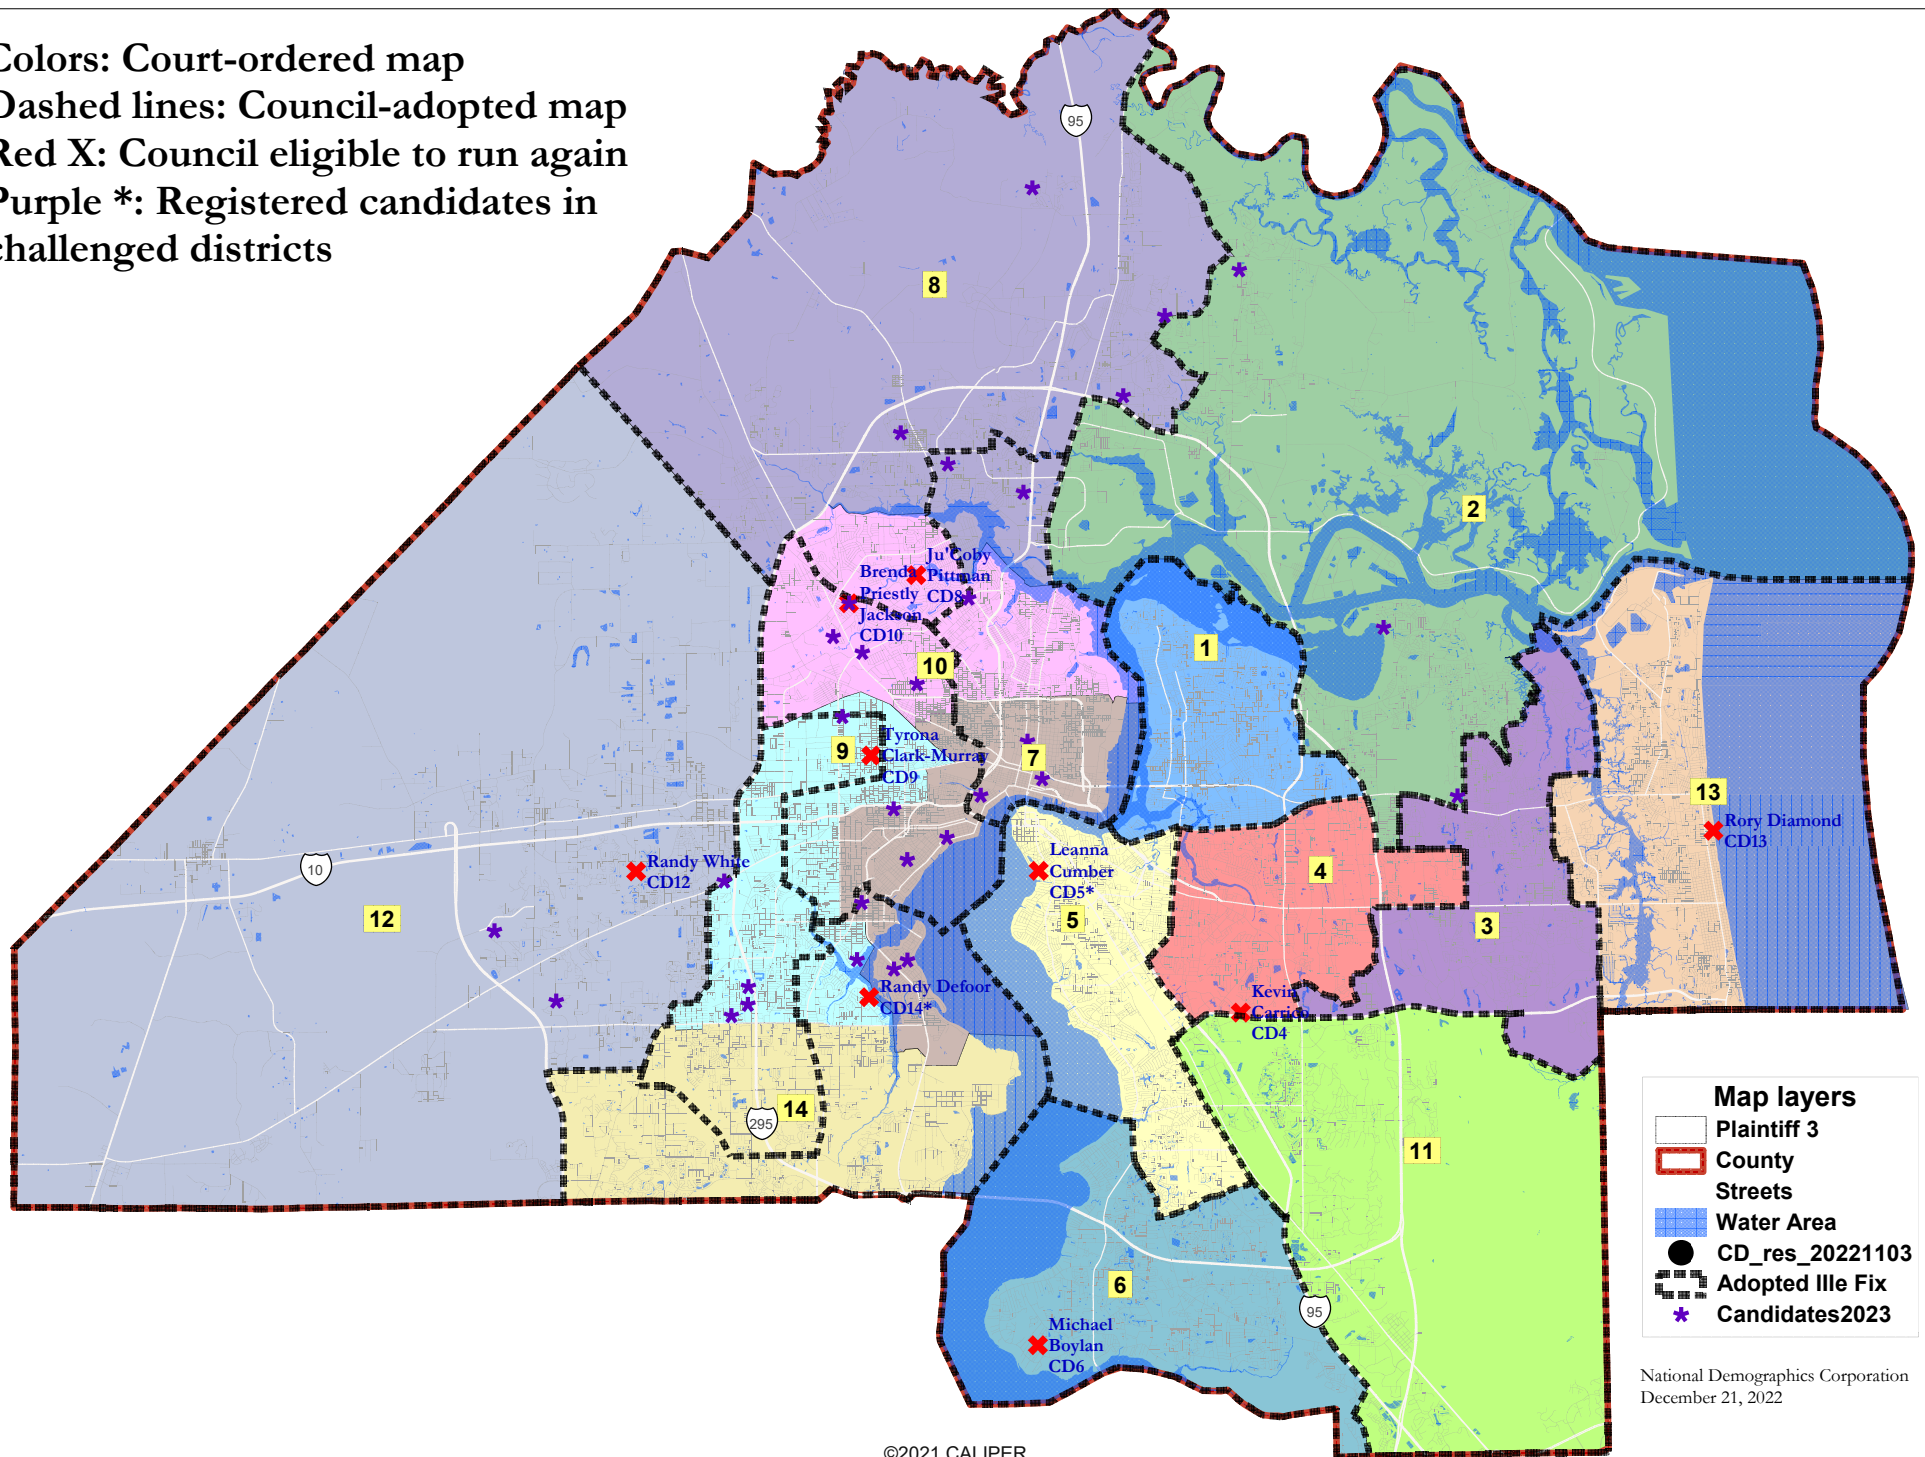 Colors: Court-ordered map
Dashed lines: Council-adopted map
Red X: Council eligible to run again
Purple *: Registered candidates in
challenged districts
95
8
2
Ju'Coby
Pittman
CD8
Brenda
Priestly
Jackson
CD10
10
1
9
Tyrona
Clark-Murray
CD9
7
13
Rory Diamond
CD13
10
Randy White
CD12
12
Leanna
Cumber
CD5*
5
4
3
Randy Defoor
CD14*
Kevin
Carrico
CD4
14
295
11
6
Michael
Boylan
CD6
95
Map layers
Plaintiff 3
County
Streets
Water Area
CD_res_20221103
Adopted IIIe Fix
Candidates2023
National Demographics Corporation
December 21, 2022
©2021 CALIPER